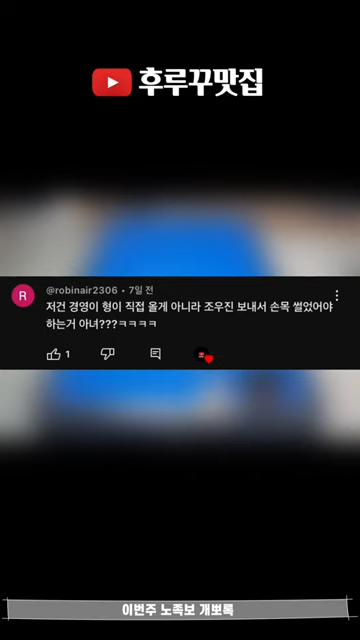 후루꾸맛집
@robinair2306 • 7일 전
저건 경영이 형이 직접 올게 아니라 조우진 보내서 손목 썰었어야
하는거 아녀???ㅋㅋㅋㅋ
1
이번주 노족보 개뽀록